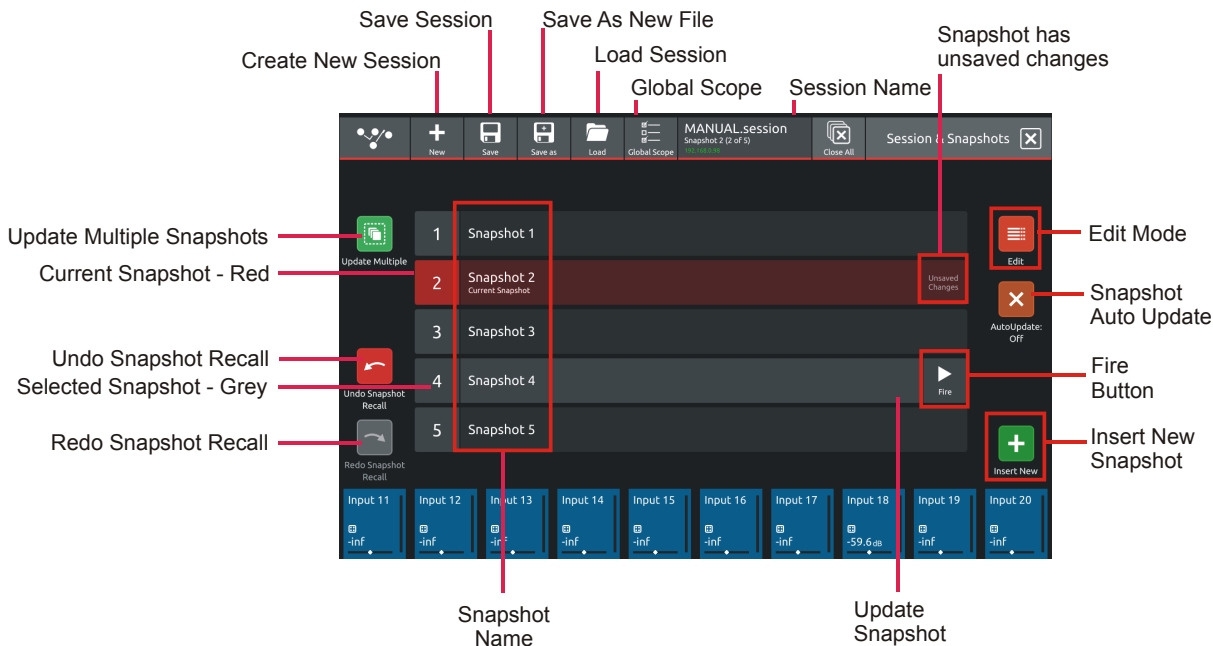 Save Session
Save As New File
Snapshot has
unsaved changes
Create New Session
Load Session
Global Scope
Session Name
New
Save
Save as
Load
Global Scope
MANUAL.session
Snapshot 2 (2 of 5)
192.168.0.96
Close All
Session & Snapshots
Update Multiple Snapshots
Update Multiple
1
Snapshot 1
Edit
Edit Mode
Current Snapshot - Red
2
Snapshot 2
Current Snapshot
Unsaved
Changes
AutoUpdate:
Off
Snapshot
Auto Update
3
Snapshot 3
Undo Snapshot Recall
Selected Snapshot - Grey
Undo Snapshot
Recall
4
Snapshot 4
Fire
Fire
Button
Redo Snapshot Recall
Redo Snapshot
Recall
5
Snapshot 5
Insert New
Insert New
Snapshot
Input 11
Input 12
Input 13
Input 14
Input 15
Input 16
Input 17
Input 18
Input 19
Input 20
-inf
-inf
-inf
-inf
-inf
-inf
-inf
-59.6dB
-inf
-inf
Snapshot
Name
Update
Snapshot